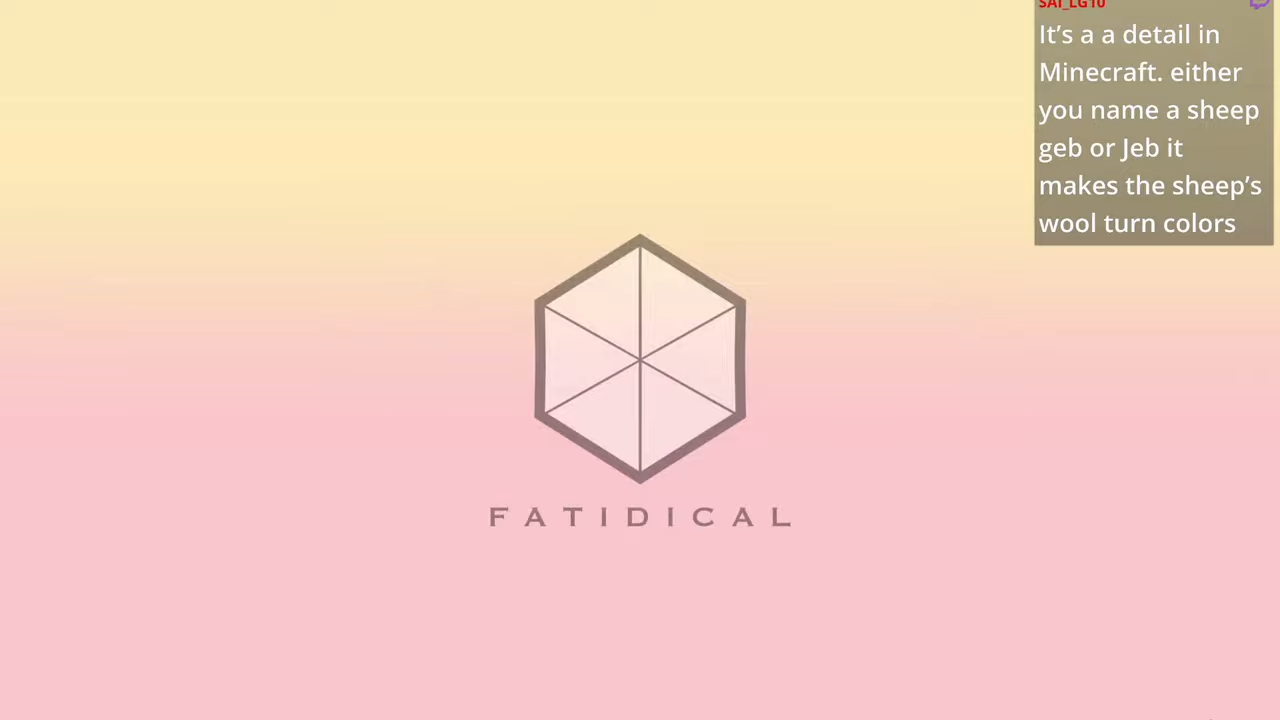 SAI_LG10
It’s a a detail in
Minecraft. either
you name a sheep
geb or Jeb it
makes the sheep’s
wool turn colors
FATIDICAL